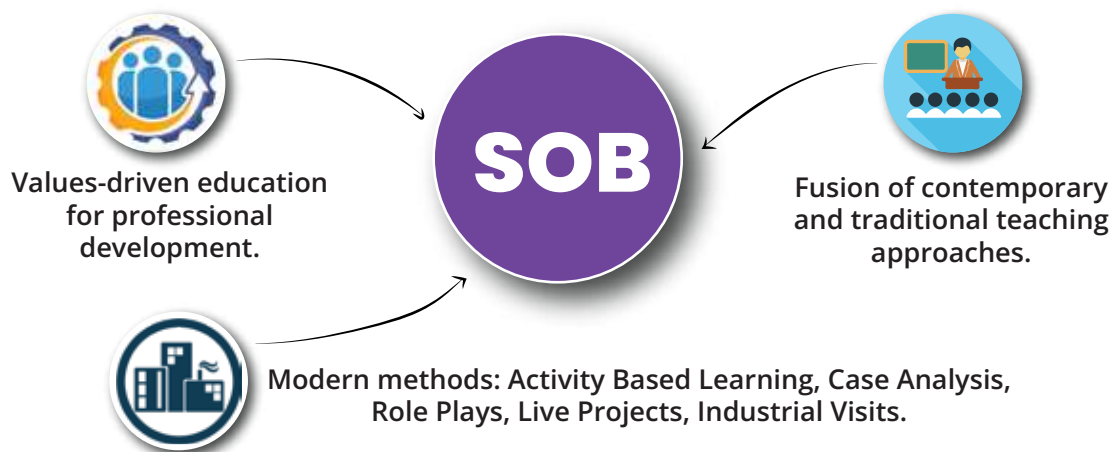 SOB
Values-driven education
for professional
development.
Fusion of contemporary
and traditional teaching
approaches.
Modern methods: Activity Based Learning, Case Analysis,
Role Plays, Live Projects, Industrial Visits.